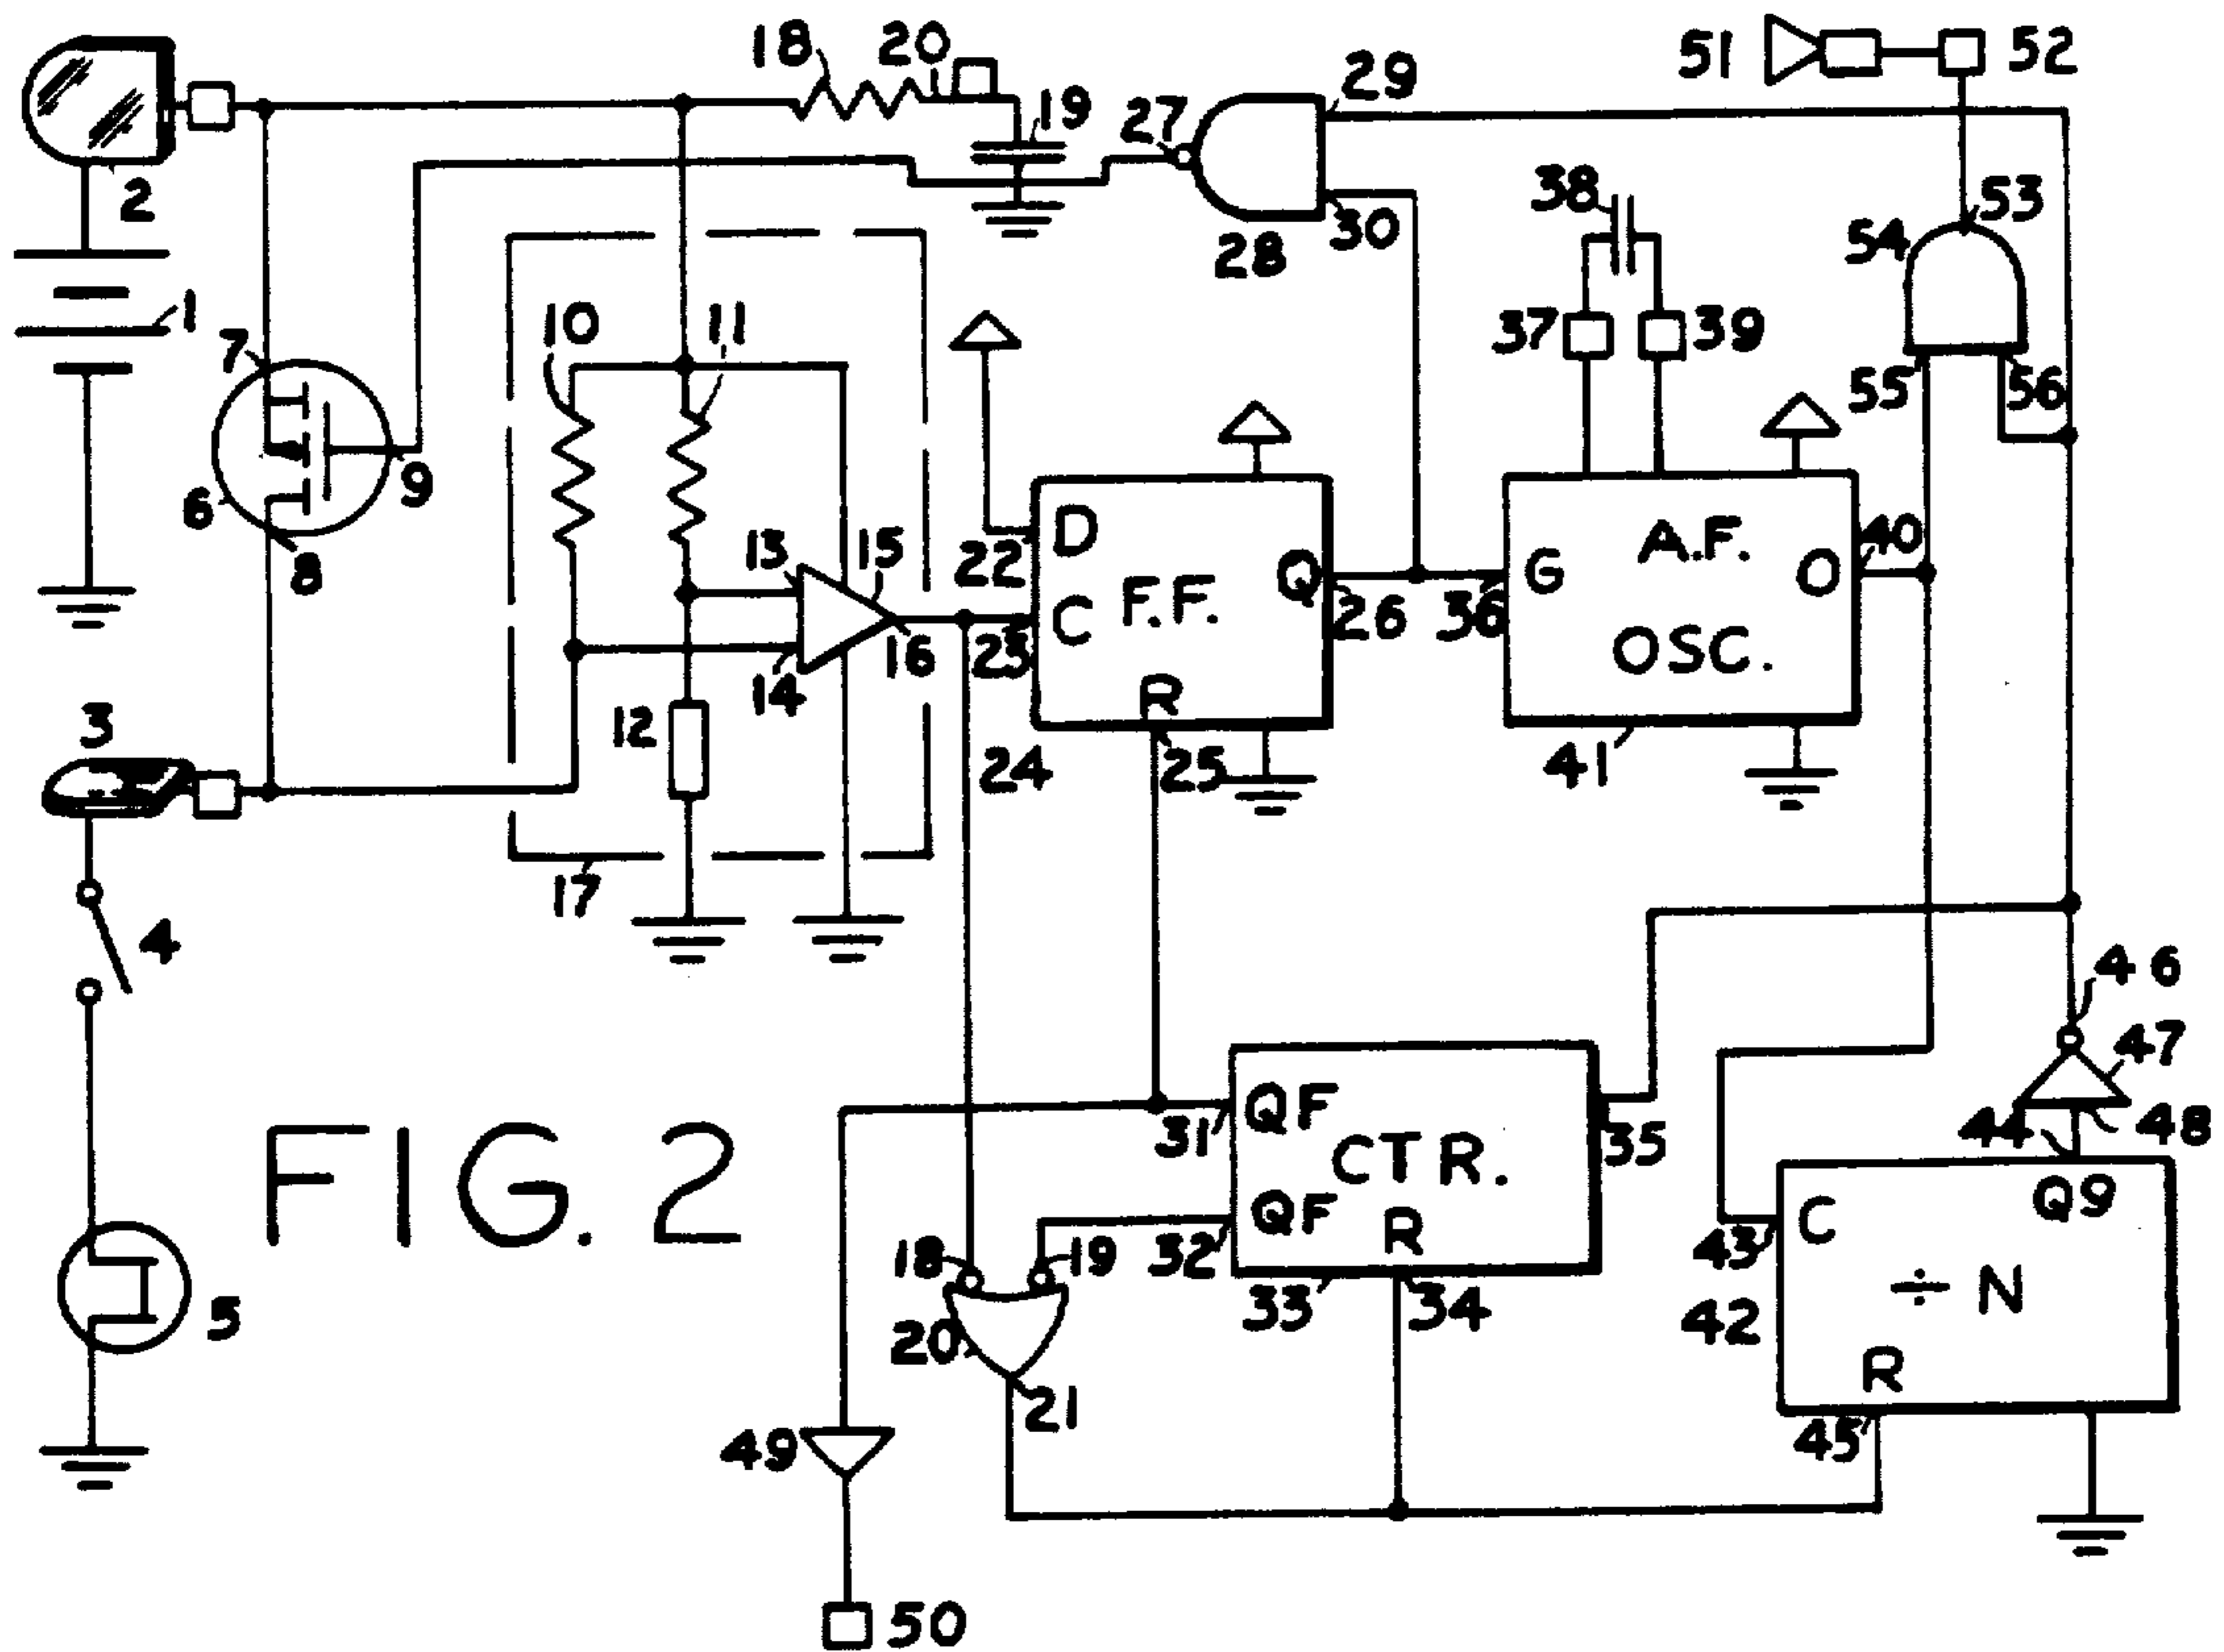 18 20 29 51 52
19 27
2 38 53
30 54
28
1 10 11 37 39
7 55 56
9
6 D A.F. 40
8 13 15 22 F.F. Q G O
C 26 36
16 23 OSC.
14 R
3 12
24 25 41
17
4
46
47
QF
31 CTR. 35 44 48
FIG. 2 QF R C Q9
18 19 32 43
5 33 34 ÷ N
20 42
R
21
49 45
50